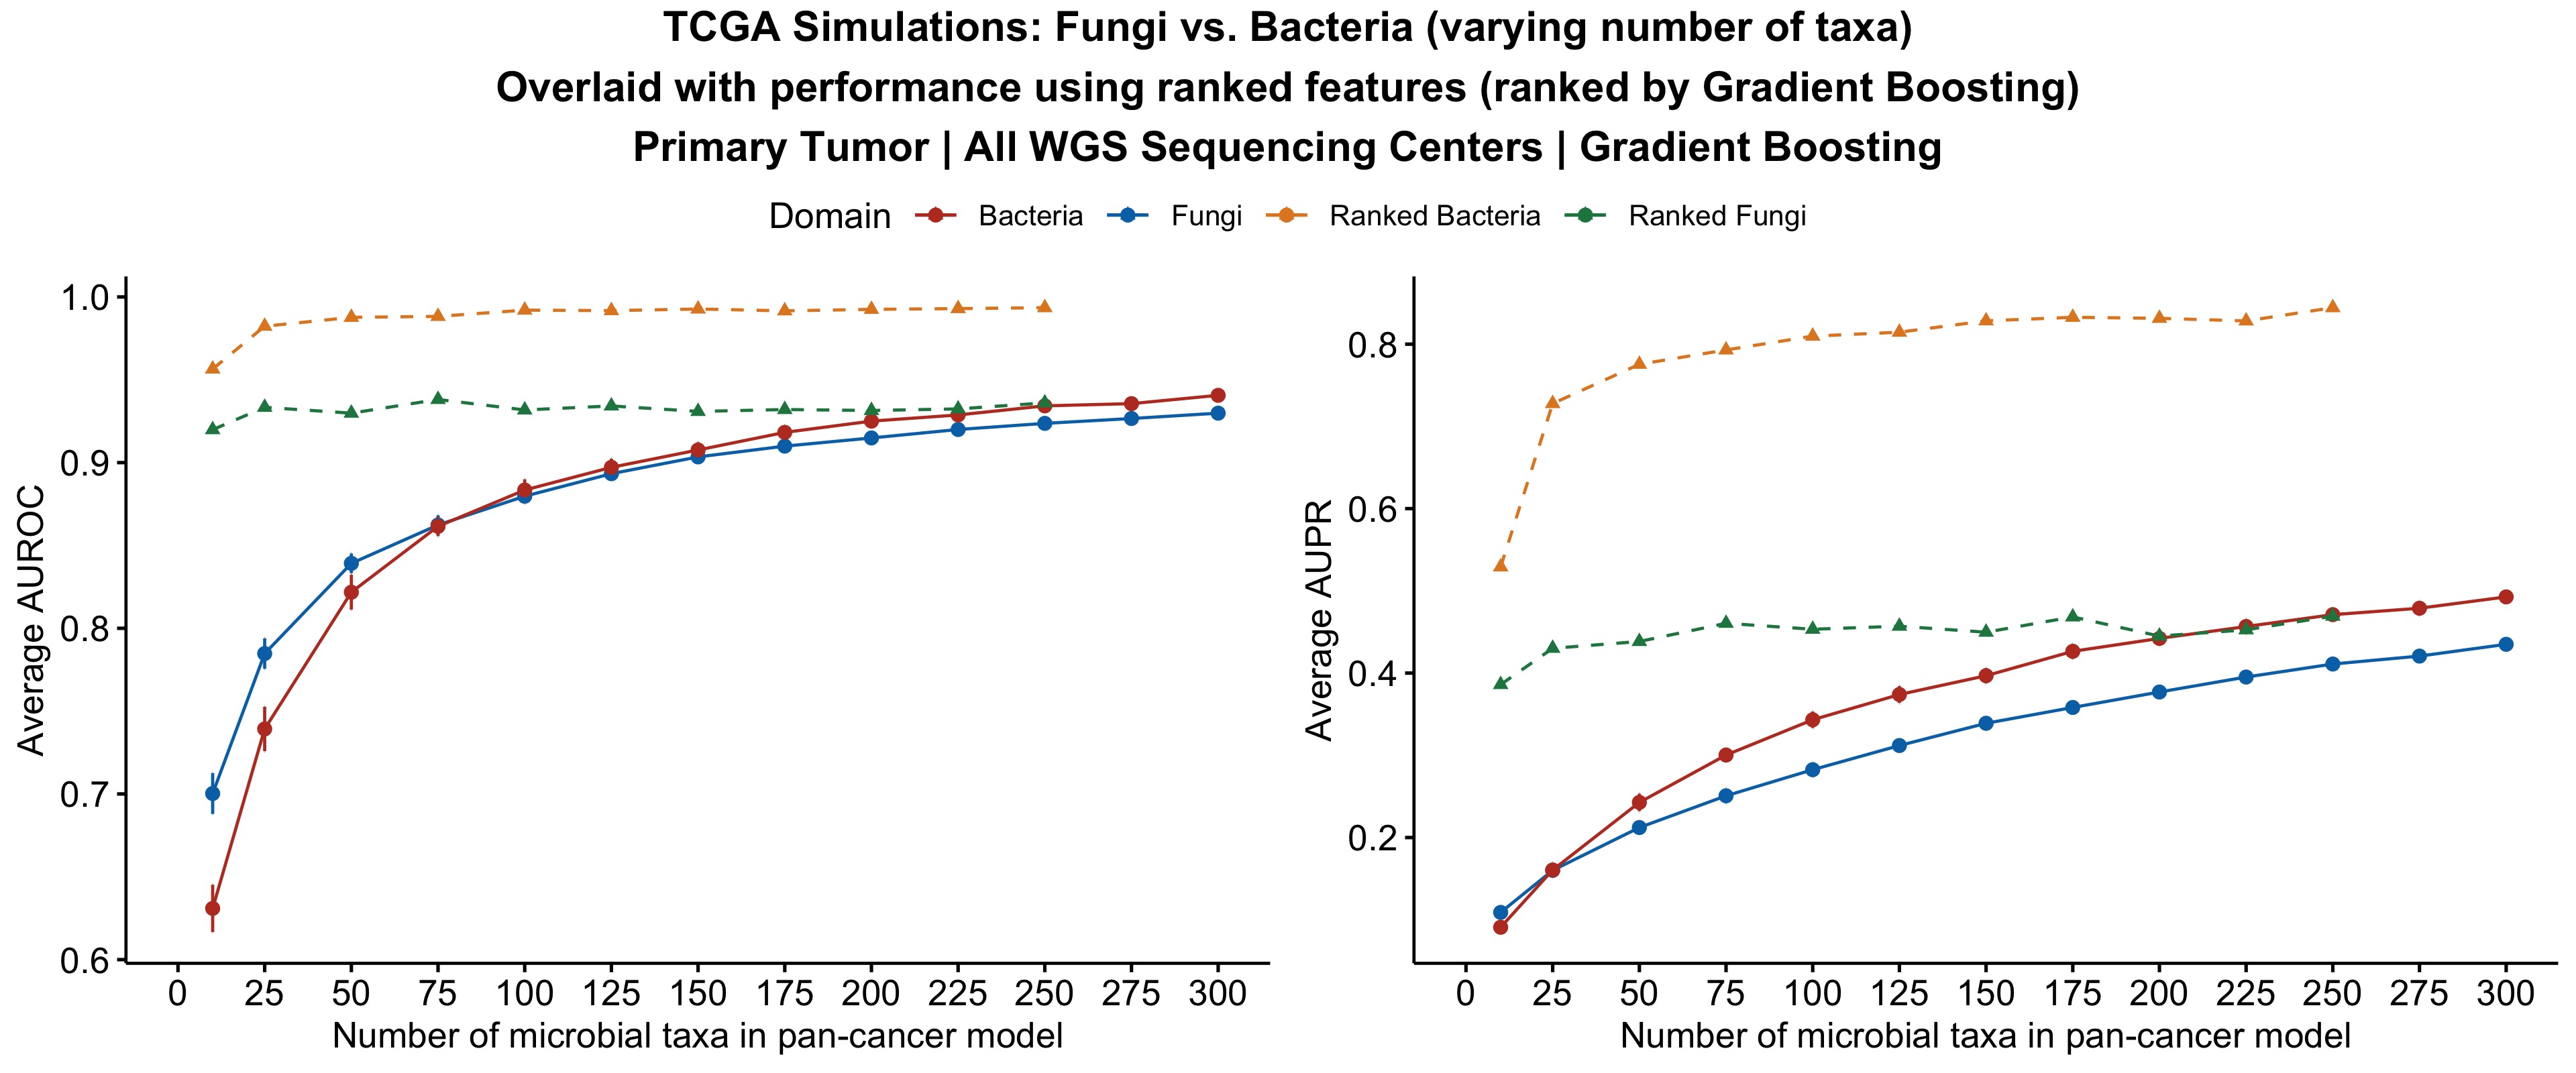 TCGA Simulations: Fungi vs. Bacteria (varying number of taxa)
Overlaid with performance using ranked features (ranked by Gradient Boosting)
Primary Tumor | All WGS Sequencing Centers | Gradient Boosting
Domain Bacteria Fungi Ranked Bacteria Ranked Fungi
Average AUROC
1.0
0.9
0.8
0.7
0.6
0 25 50 75 100 125 150 175 200 225 250 275 300
Number of microbial taxa in pan-cancer model
Average AUPR
0.8
0.6
0.4
0.2
0 25 50 75 100 125 150 175 200 225 250 275 300
Number of microbial taxa in pan-cancer model